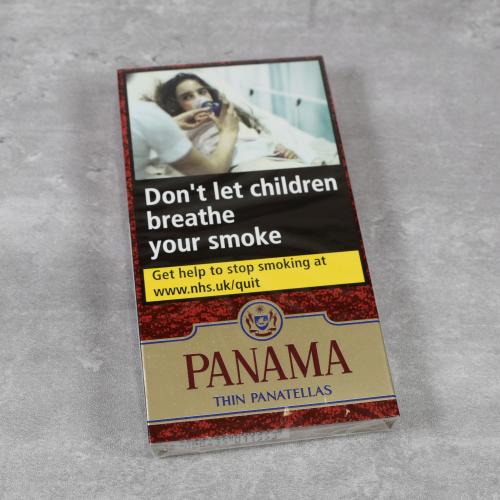 Don't let children
breathe
your smoke
Get help to stop smoking at
www.nhs.uk/quit
PANAMA
THIN PANATELLAS